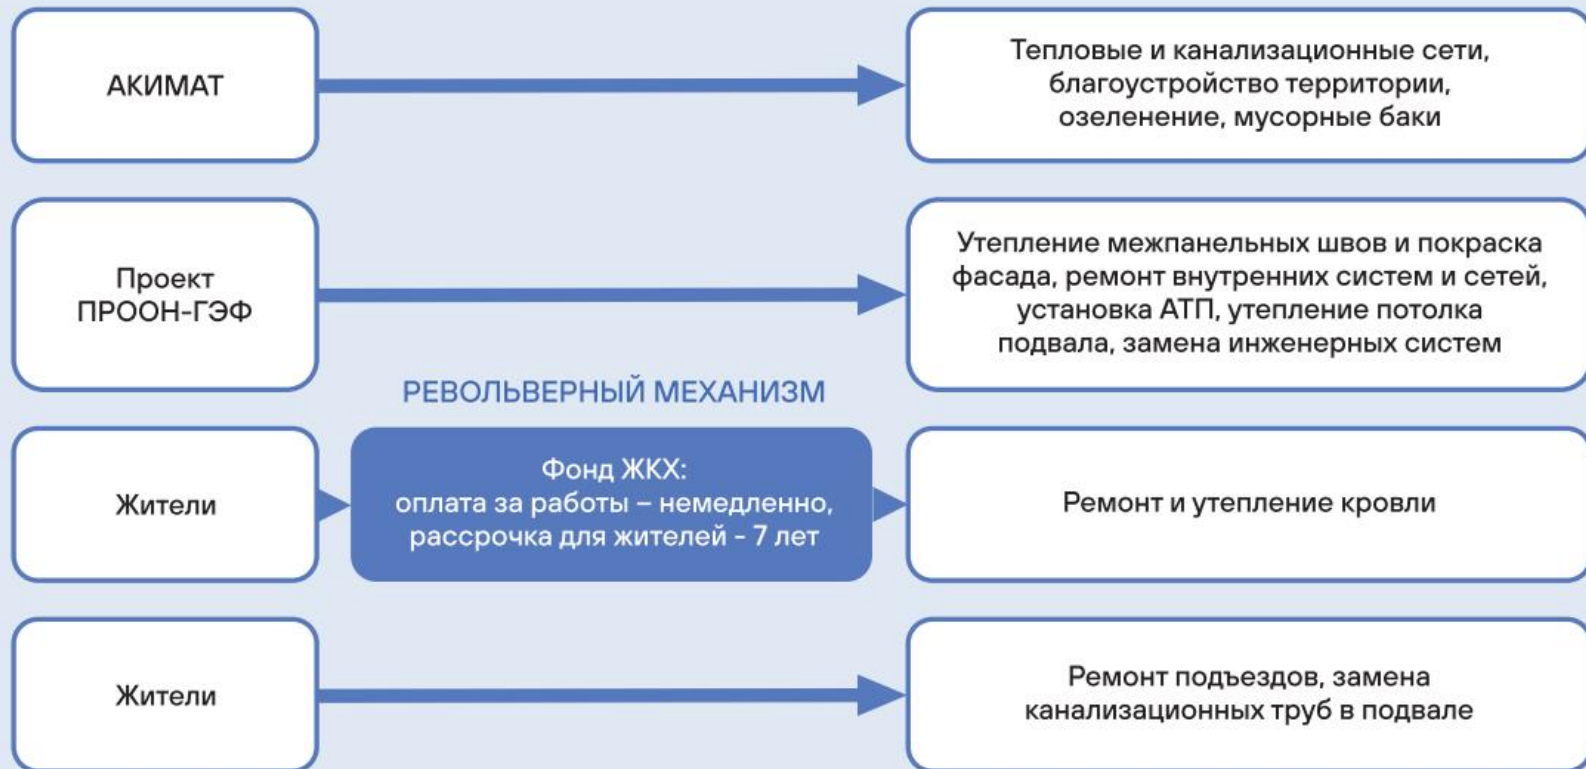 АКИМАТ
Тепловые и канализационные сети,
благоустройство территории,
озеленение, мусорные баки
Проект
ПРООН-ГЭФ
Утепление межпанельных швов и покраска
фасада, ремонт внутренних систем и сетей,
установка АТП, утепление потолка
подвала, замена инженерных систем
РЕВОЛЬВЕРНЫЙ МЕХАНИЗМ
Жители
Фонд ЖКХ:
оплата за работы – немедленно,
рассрочка для жителей - 7 лет
Ремонт и утепление кровли
Жители
Ремонт подъездов, замена
канализационных труб в подвале